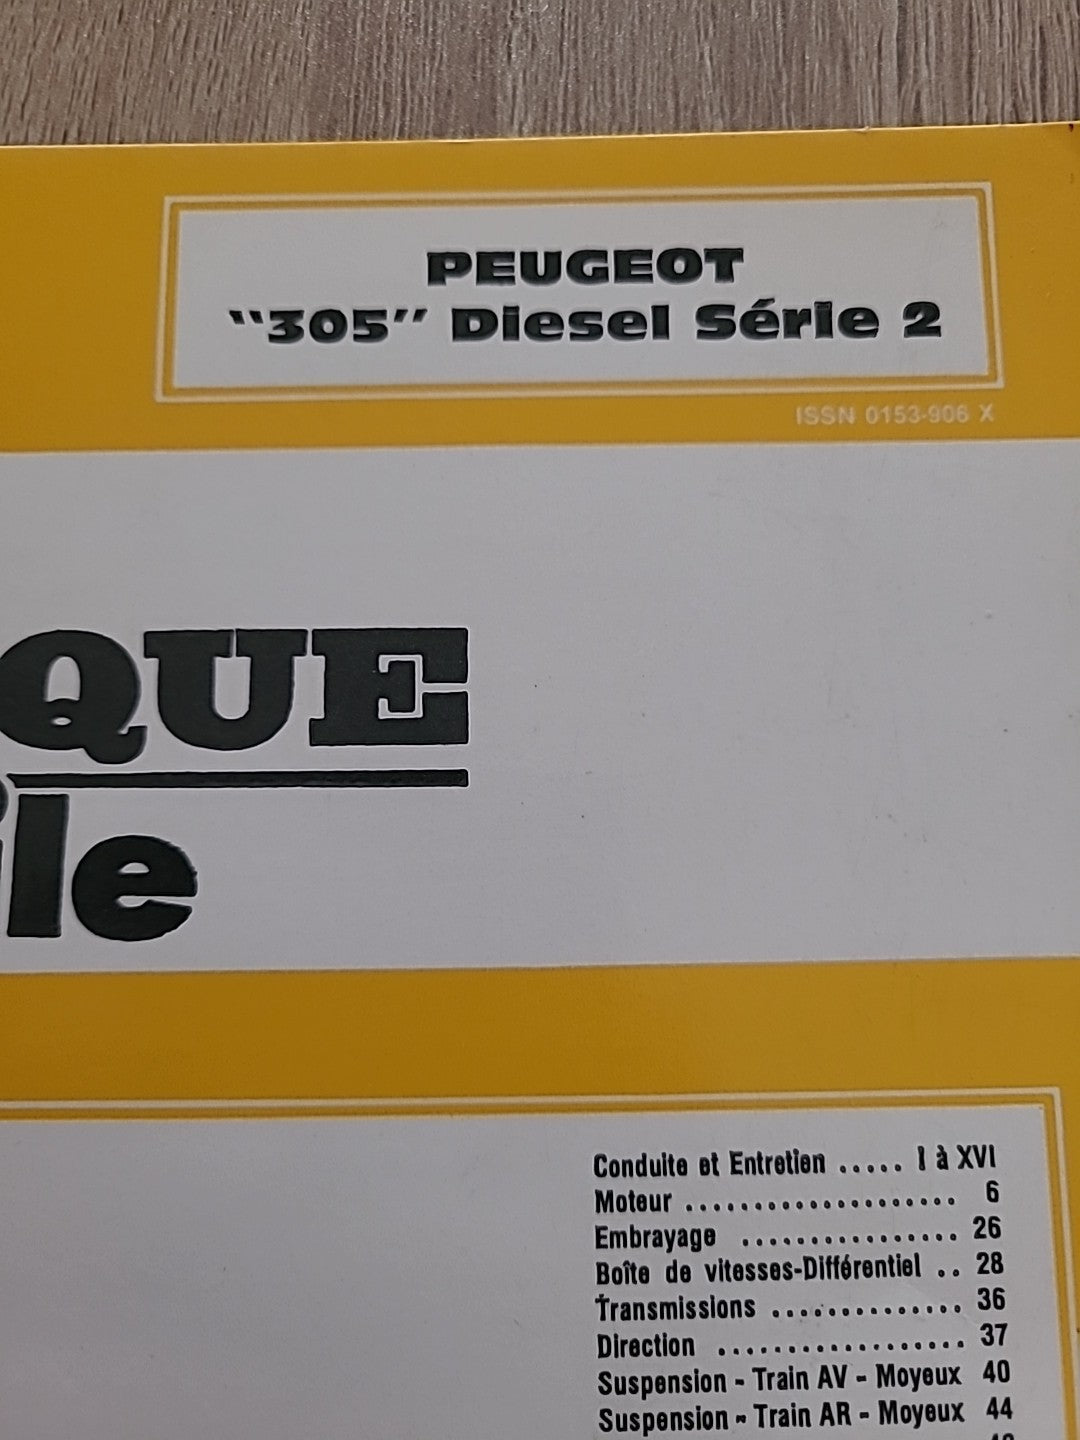 PEUGEOT
"305" Diesel Série 2
ISSN 0153-906 X
QUE
ile
Conduite et Entretien ..... I à XVI
Moteur .................... 6
Embrayage ................ 26
Boîte de vitesses-Différentiel .. 28
Transmissions .............. 36
Direction .................. 37
Suspension - Train AV - Moyeux 40
Suspension - Train AR - Moyeux 44